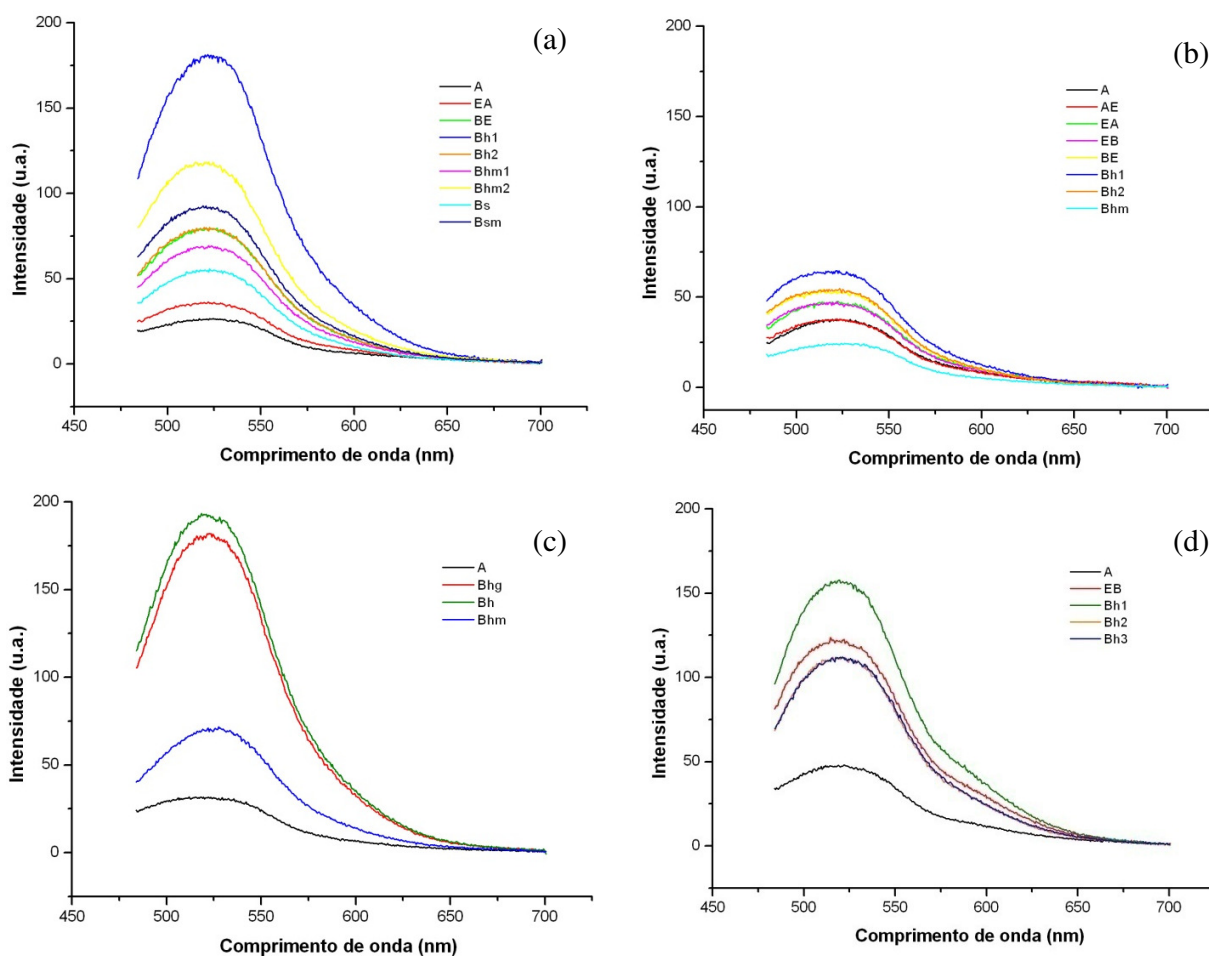 (a)
200
150
100
50
0
Intensidade (u.a.)
A
EA
BE
Bh1
Bh2
Bhm1
Bhm2
Bs
Bsm
450 500 550 600 650 700
Comprimento de onda (nm)
(b)
200
150
100
50
0
Intensidade (u.a.)
A
AE
EA
EB
BE
Bh1
Bh2
Bhm
450 500 550 600 650 700
Comprimento de onda (nm)
(c)
200
150
100
50
0
Intensidade (u.a.)
A
Bhg
Bh
Bhm
450 500 550 600 650 700
Comprimento de onda (nm)
(d)
200
150
100
50
0
Intensidade (u.a.)
A
EB
Bh1
Bh2
Bh3
450 500 550 600 650 700
Comprimento de onda (nm)